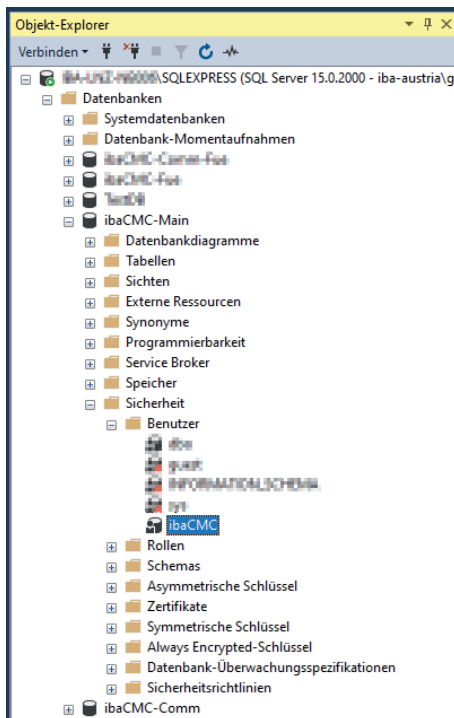 Objekt-Explorer
Verbinden
\SQLEXPRESS (SQL Server 15.0.2000 - iba-austria\g
Datenbanken
Systemdatenbanken
Datenbank-Momentaufnahmen
ibaCMC-Main
Datenbankdiagramme
Tabellen
Sichten
Externe Ressourcen
Synonyme
Programmierbarkeit
Service Broker
Speicher
Sicherheit
Benutzer
ibaCMC
Rollen
Schemas
Asymmetrische Schlüssel
Zertifikate
Symmetrische Schlüssel
Always Encrypted-Schlüssel
Datenbank-Überwachungsspezifikationen
Sicherheitsrichtlinien
ibaCMC-Comm